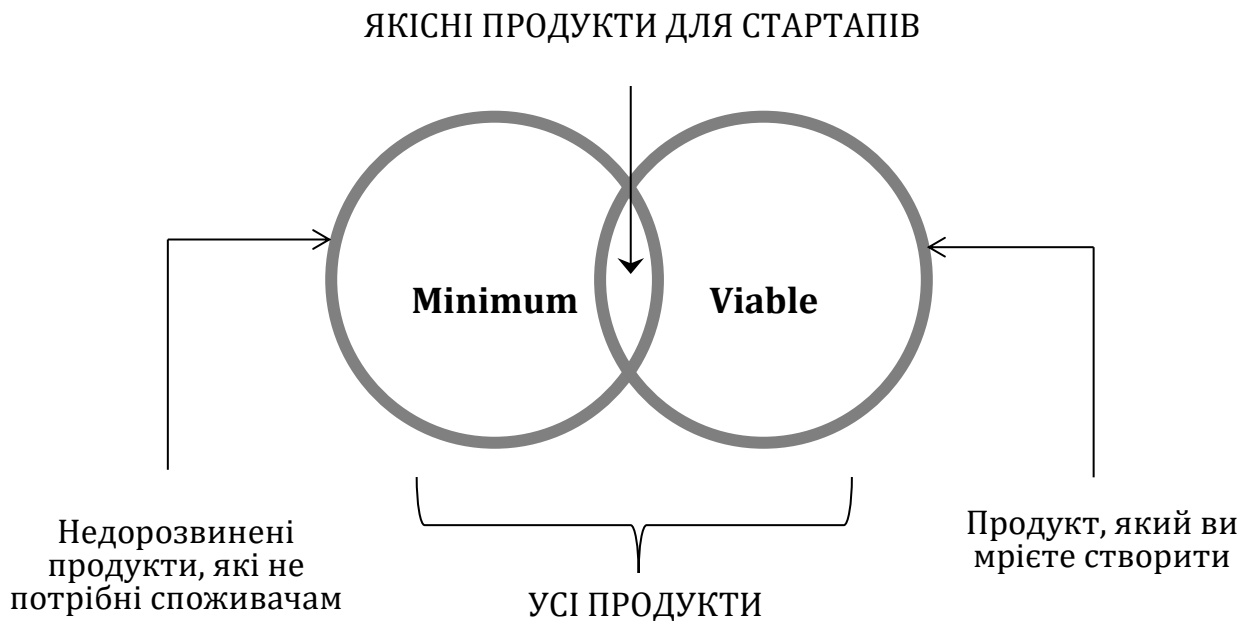 ЯКІСНІ ПРОДУКТИ ДЛЯ СТАРТАПІВ
Minimum
Viable
Недорозвинені
продукти, які не
потрібні споживачам
УСІ ПРОДУКТИ
Продукт, який ви
мрієте створити